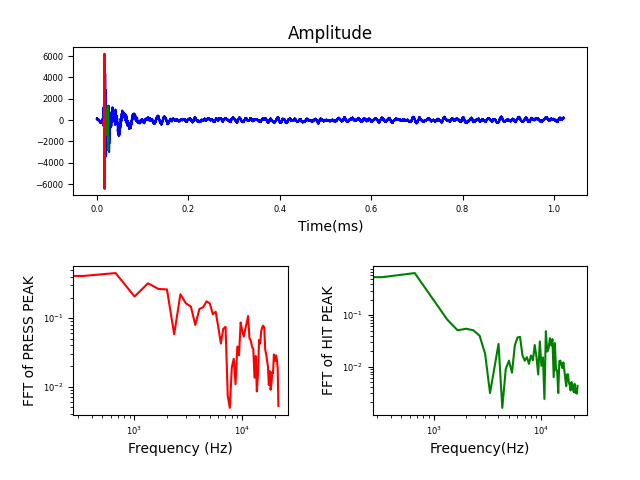 Amplitude
6000
4000
2000
0
−2000
−4000
−6000
0.0 0.2 0.4 0.6 0.8 1.0
Time(ms)
FFT of PRESS PEAK
10⁻¹
10⁻²
10³ 10⁴
Frequency (Hz)
FFT of HIT PEAK
10⁻¹
10⁻²
10³ 10⁴
Frequency(Hz)